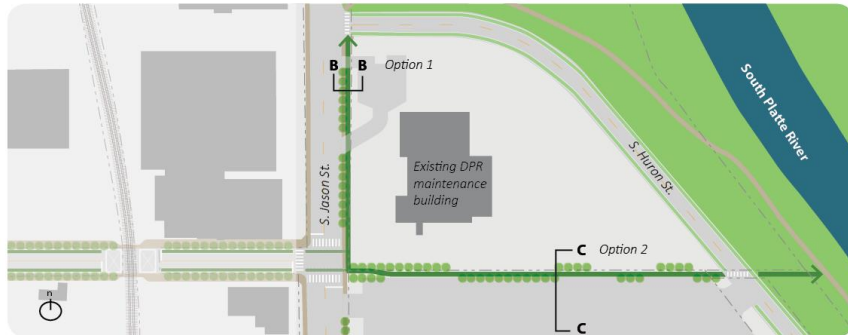 B B Option 1
South Platte River
S. Jason St.
Existing DPR
maintenance
building
S. Huron St.
C Option 2
n
C